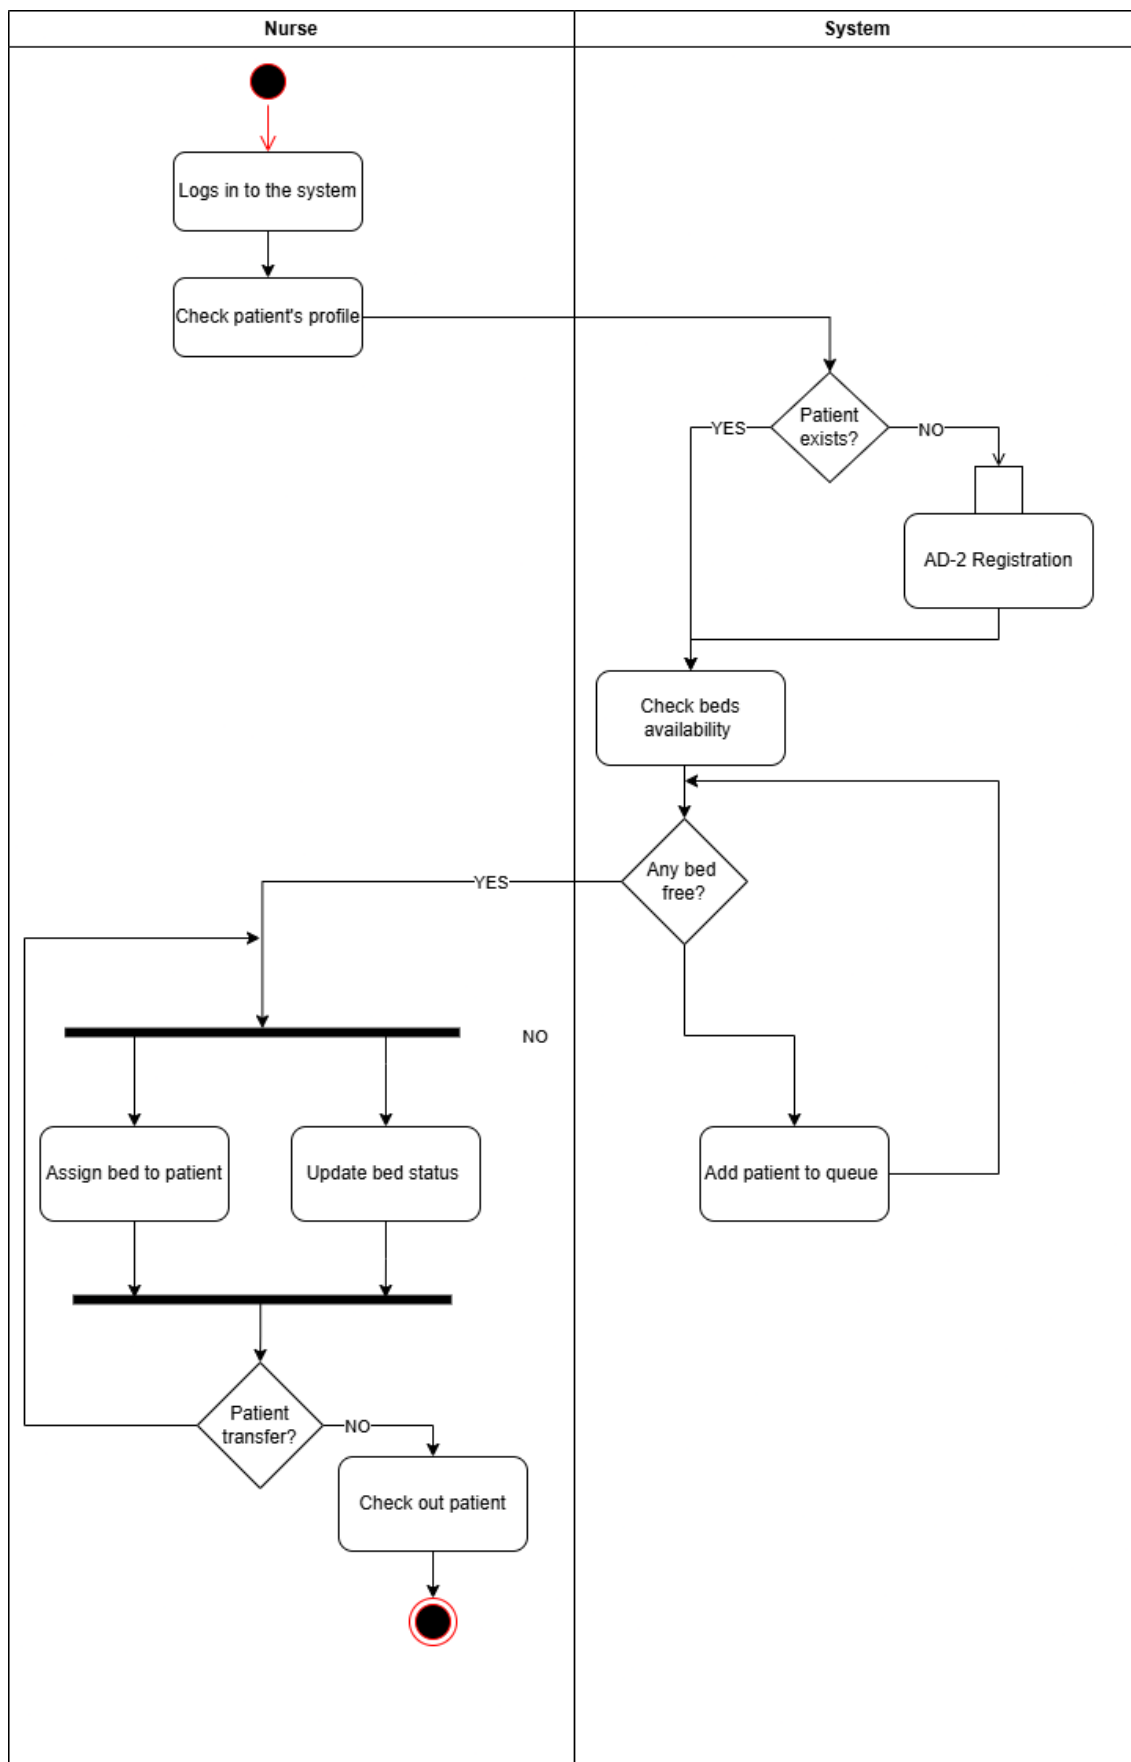 Nurse
System
Logs in to the system
Check patient's profile
Patient
exists?
YES
NO
AD-2 Registration
Check beds
availability
Any bed
free?
YES
NO
Assign bed to patient
Update bed status
Add patient to queue
Patient
transfer?
NO
Check out patient